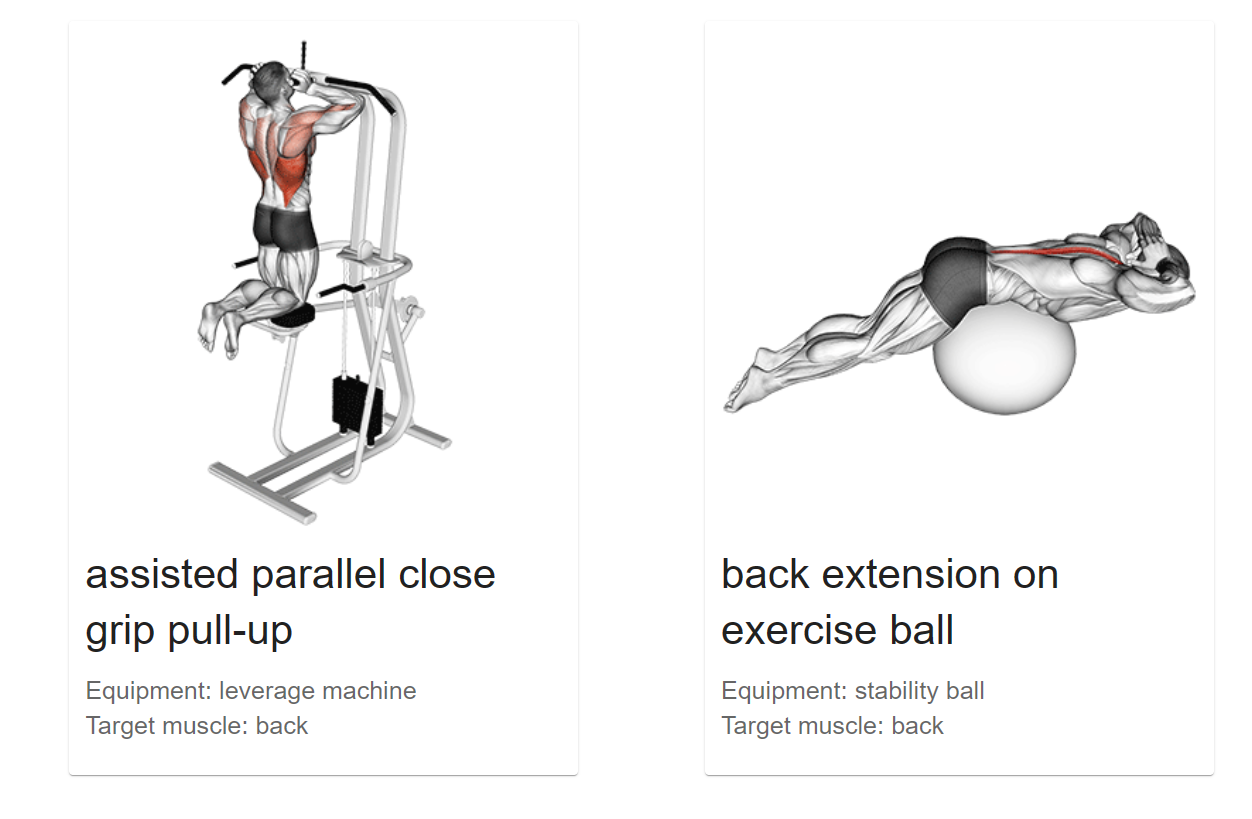 assisted parallel close
grip pull-up
Equipment: leverage machine
Target muscle: back
back extension on
exercise ball
Equipment: stability ball
Target muscle: back